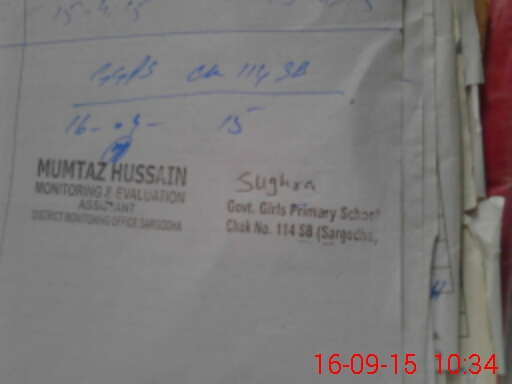 15-9-15
GGPS Ch 114 SB
16-9-15
MUMTAZ HUSSAIN
MONITORING & EVALUATION
ASSISTANT
DISTRICT MONITORING OFFICE SARGODHA
Sughra
Govt. Girls Primary School
Chak No. 114 SB (Sargodha,
16-09-15 10:34